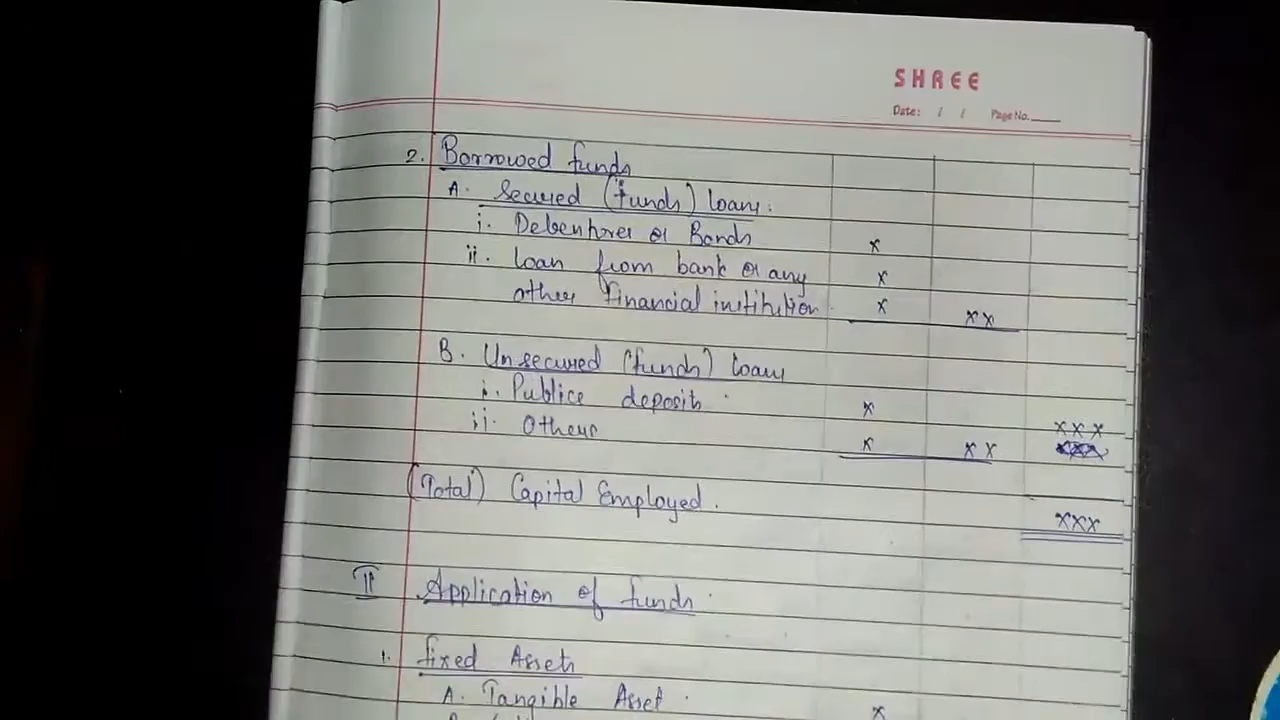 SHREE
Date: / / Page No.
2. Borrowed funds
A. Secured (funds) loans.
i. Debentures or Bonds x
ii. Loan from bank or any x
other financial institution. x xx
B. Unsecured (funds) loans
i. Publice deposit x
xxx
ii. Others x xx
(Total) Capital Employed. xxx
II Application of funds
1. fixed Assets
A. Tangible Asset x